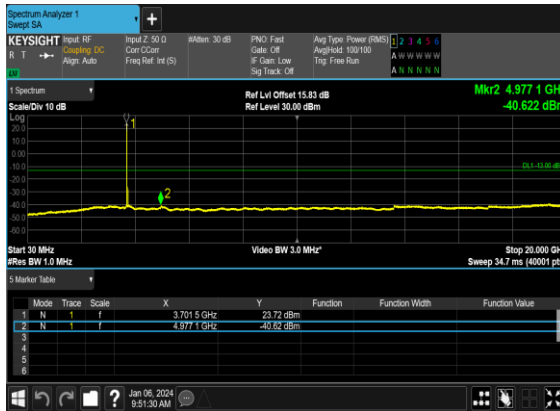 Spectrum Analyzer 1
Swept SA
+
KEYSIGHT Input: RF Input Z: 50 Ω #Atten: 30 dB PNO: Fast Avg Type: Power (RMS) 1 2 3 4 5 6
R T Coupling: DC Corr CCorr Gate: Off Avg|Hold: 100/100 A W W W W W
Align: Auto Freq Ref: Int (S) IF Gain: Low Trig: Free Run
Sig Track: Off A N N N N N
1 Spectrum
Scale/Div 10 dB
Ref Lvl Offset 15.83 dB
Ref Level 30.00 dBm
Mkr2 4.977 1 GHz
-40.622 dBm
Log
20.0
10.0
0.00
-10.0
-20.0
-30.0
-40.0
-50.0
-60.0
1
2
DL1 -13.00 dB
Start 30 MHz Video BW 3.0 MHz* Stop 20.000 GH
#Res BW 1.0 MHz Sweep 34.7 ms (40001 pts
5 Marker Table
Mode Trace Scale X Y Function Function Width Function Value
1 N 1 f 3.701 5 GHz 23.72 dBm
2 N 1 f 4.977 1 GHz -40.62 dBm
3
4
5
6
?
Jan 06, 2024
9:51:30 AM